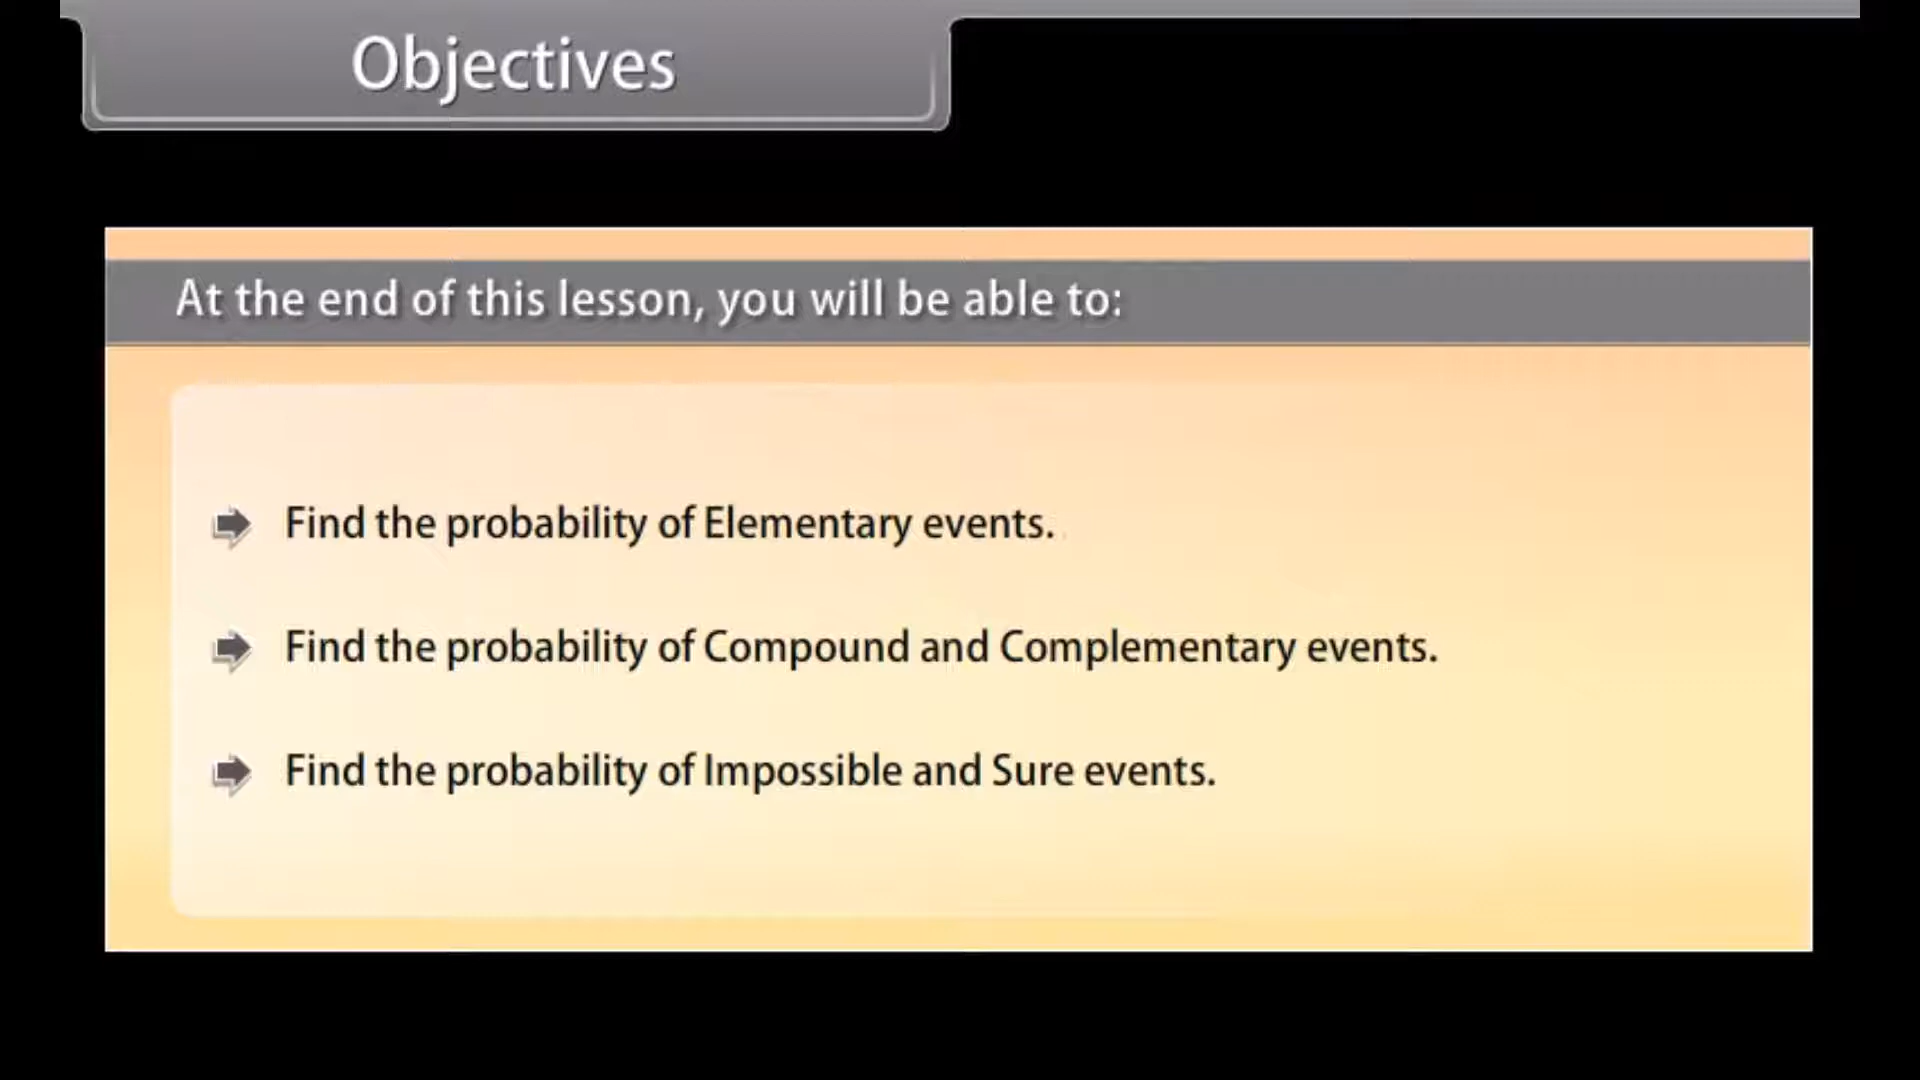 Objectives
At the end of this lesson, you will be able to:
Find the probability of Elementary events.
Find the probability of Compound and Complementary events.
Find the probability of Impossible and Sure events.